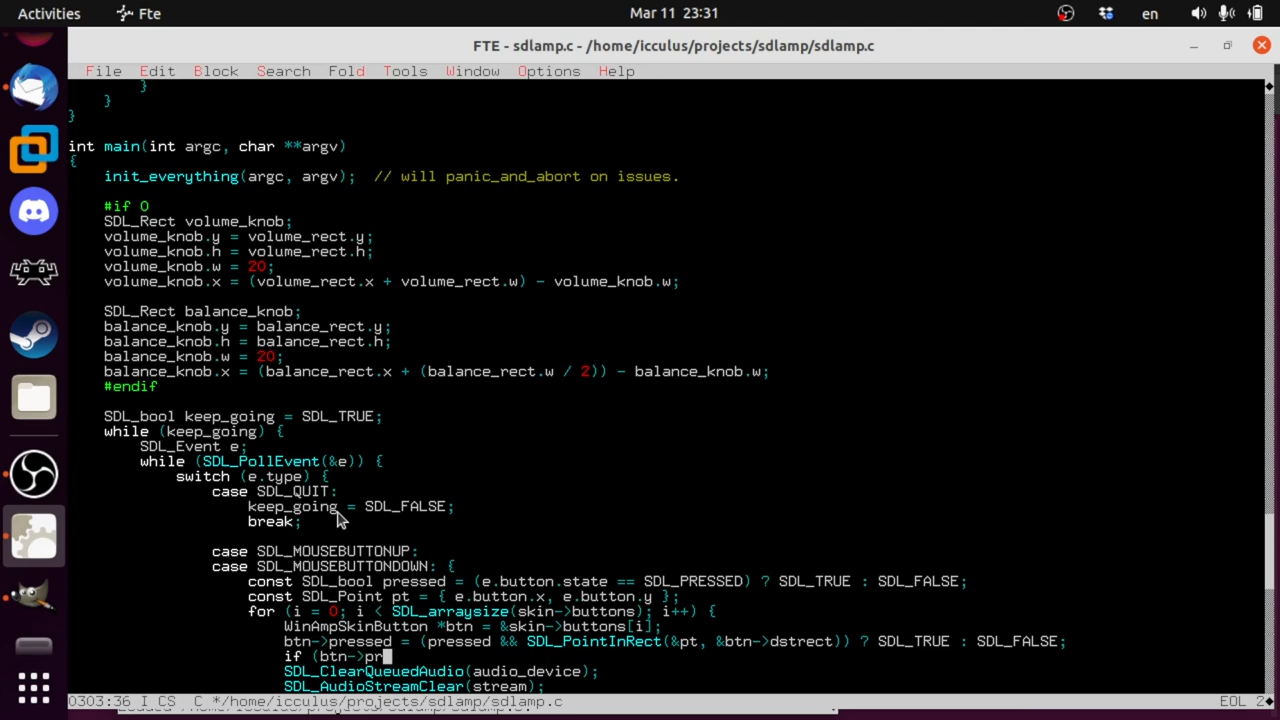 Activities Fte Mar 11 23:31 en
FTE - sdlamp.c - /home/icculus/projects/sdlamp/sdlamp.c
File Edit Block Search Fold Tools Window Options Help
}
}
}
int main(int argc, char **argv)
{
init_everything(argc, argv); // will panic_and_abort on issues.
#if 0
SDL_Rect volume_knob;
volume_knob.y = volume_rect.y;
volume_knob.h = volume_rect.h;
volume_knob.w = 20;
volume_knob.x = (volume_rect.x + volume_rect.w) - volume_knob.w;
SDL_Rect balance_knob;
balance_knob.y = balance_rect.y;
balance_knob.h = balance_rect.h;
balance_knob.w = 20;
balance_knob.x = (balance_rect.x + (balance_rect.w / 2)) - balance_knob.w;
#endif
SDL_bool keep_going = SDL_TRUE;
while (keep_going) {
SDL_Event e;
while (SDL_PollEvent(&e)) {
switch (e.type) {
case SDL_QUIT:
keep_going = SDL_FALSE;
break;
case SDL_MOUSEBUTTONUP:
case SDL_MOUSEBUTTONDOWN: {
const SDL_bool pressed = (e.button.state == SDL_PRESSED) ? SDL_TRUE : SDL_FALSE;
const SDL_Point pt = { e.button.x, e.button.y };
for (i = 0; i < SDL_arraysize(skin->buttons); i++) {
WinAmpSkinButton *btn = &skin->buttons[i];
btn->pressed = (pressed && SDL_PointInRect(&pt, &btn->dstrect)) ? SDL_TRUE : SDL_FALSE;
if (btn->pr
SDL_ClearQueuedAudio(audio_device);
SDL_AudioStreamClear(stream);
0303:36 I CS C */home/icculus/projects/sdlamp/sdlamp.c EOL 2